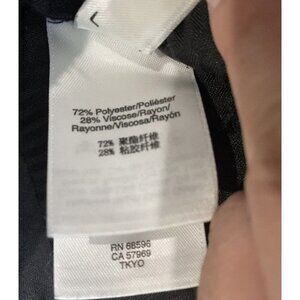 72% Polyester/Poliéster
28% Viscose/Rayon/
Rayonne/Viscosa/Rayón
72% 聚酯纤维
28% 粘胶纤维
RN 68596
CA 57969
TKYO